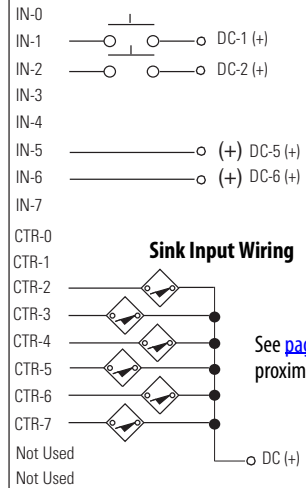 IN-0
IN-1 DC-1 (+)
IN-2 DC-2 (+)
IN-3
IN-4
IN-5 (+) DC-5 (+)
IN-6 (+) DC-6 (+)
IN-7
CTR-0
Sink Input Wiring
CTR-1
CTR-2
CTR-3
CTR-4
See
CTR-5
CTR-6
CTR-7
Not Used
DC (+)
Not Used